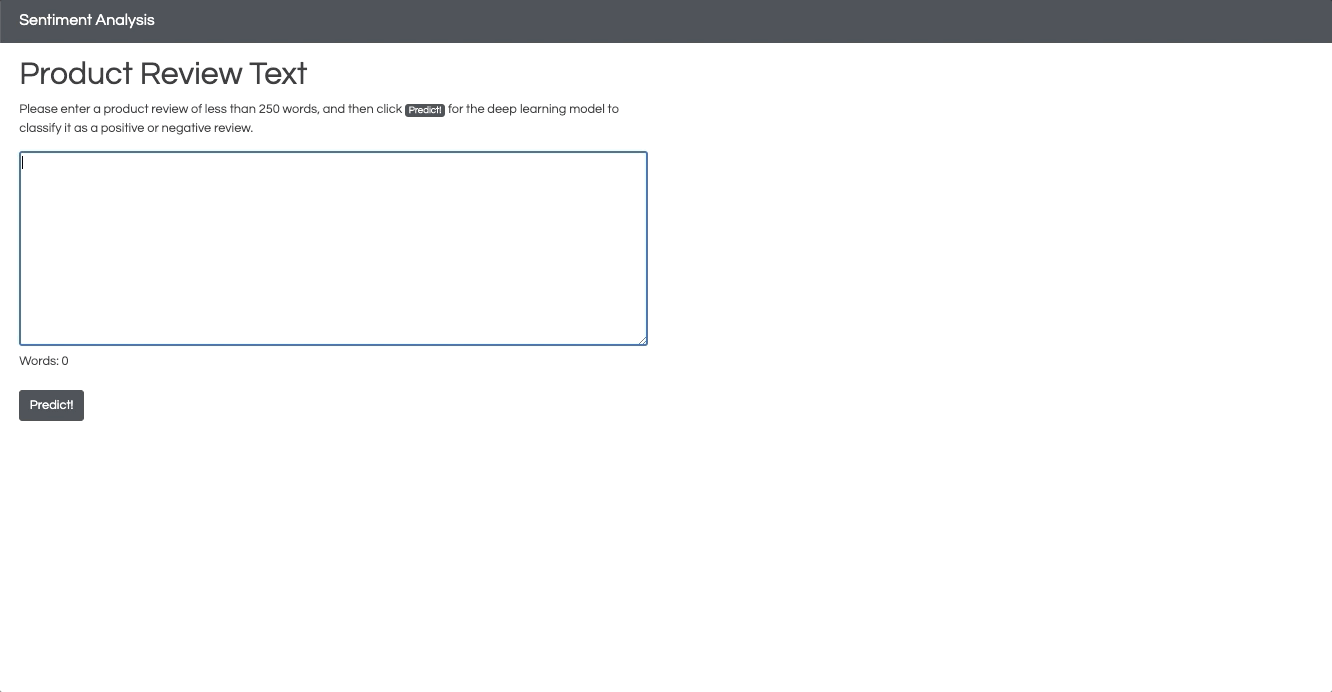 Sentiment Analysis
Product Review Text
Please enter a product review of less than 250 words, and then click Predict! for the deep learning model to
classify it as a positive or negative review.
Words: 0
Predict!